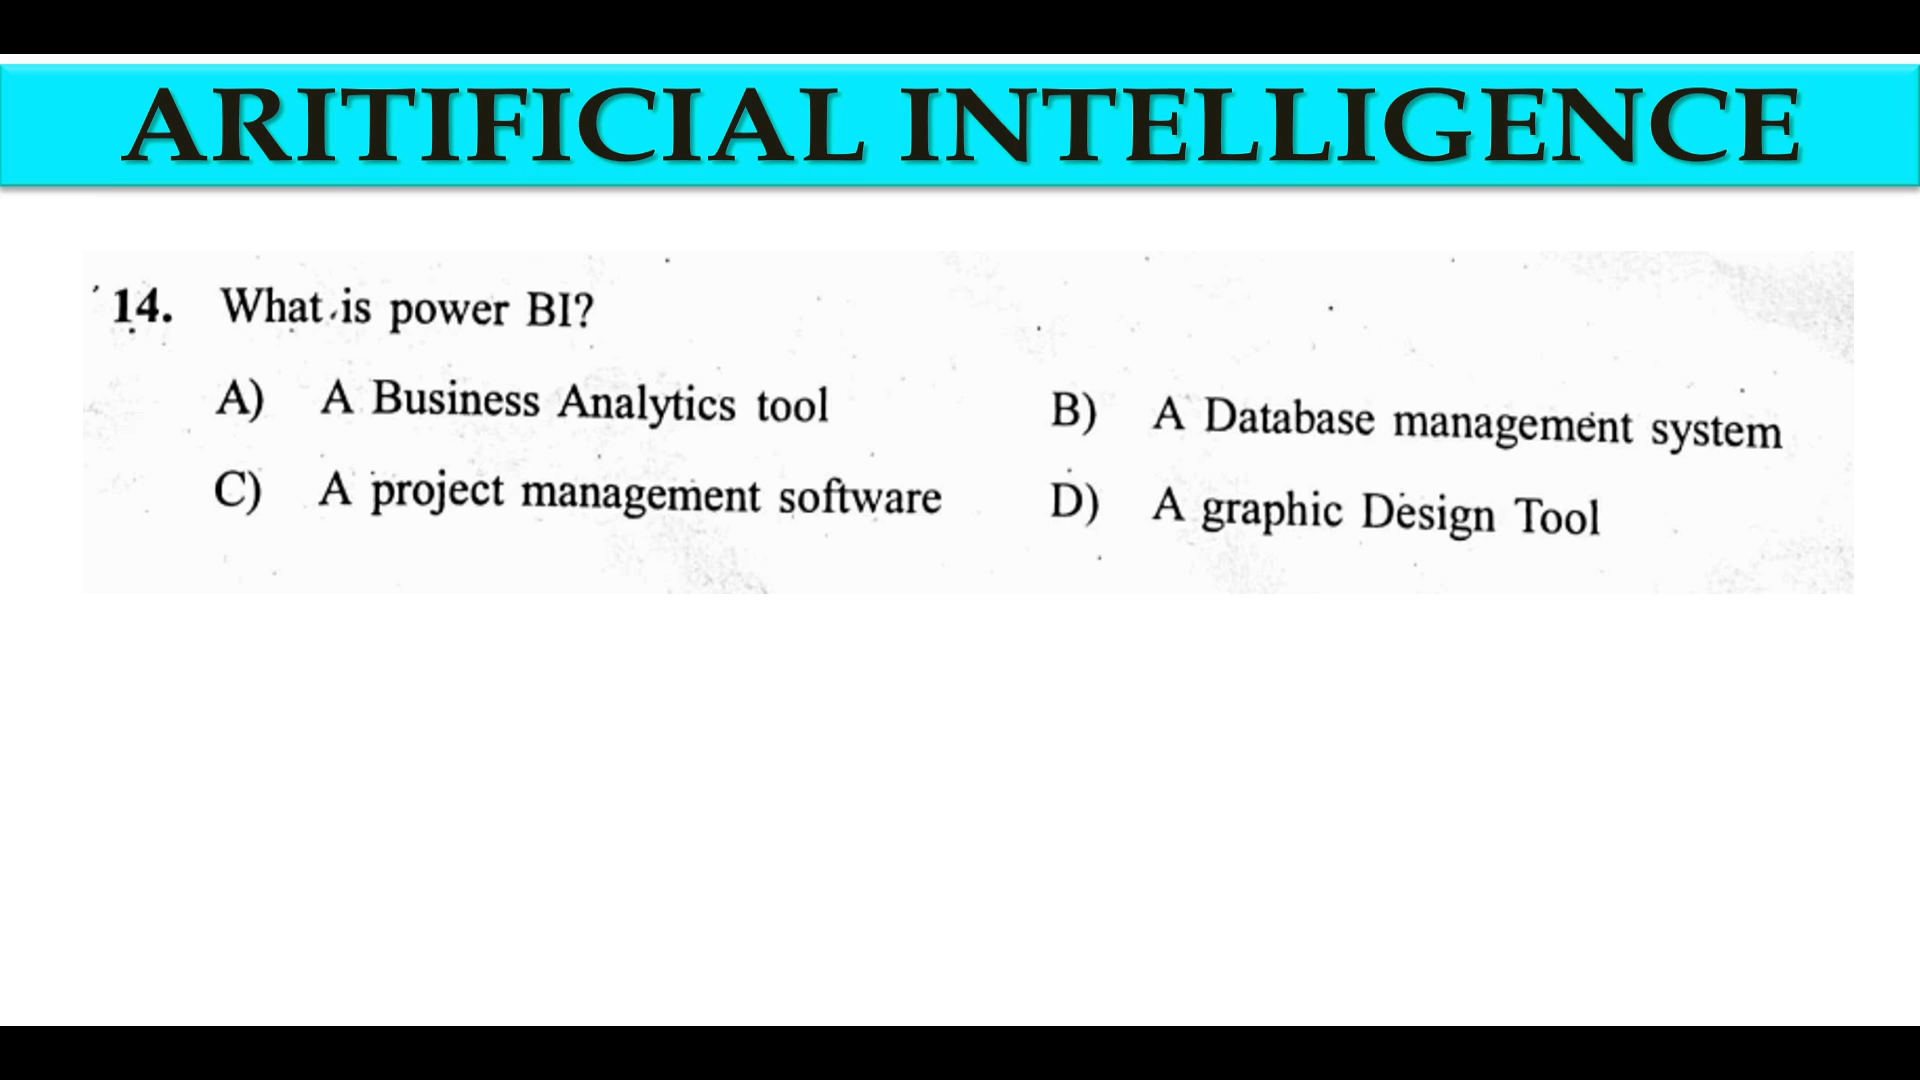 ARITIFICIAL INTELLIGENCE
14. What is power BI?
A) A Business Analytics tool B) A Database management system
C) A project management software D) A graphic Design Tool